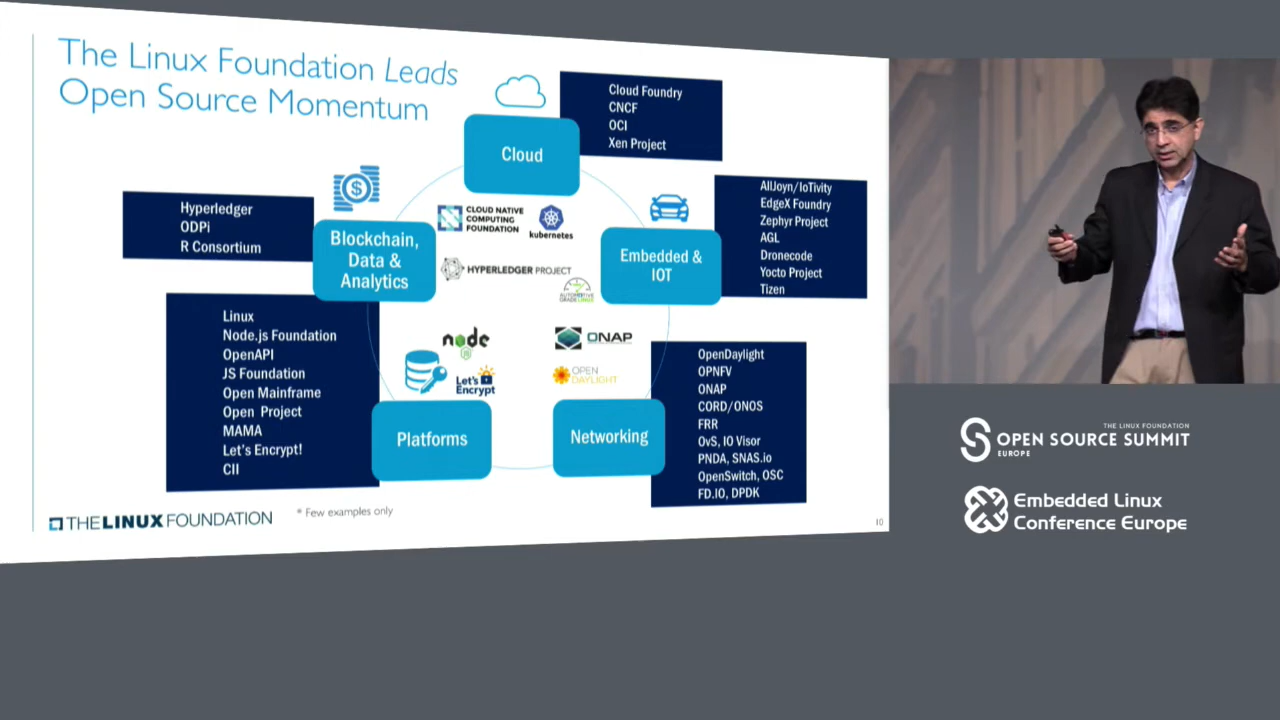 The Linux Foundation Leads
Open Source Momentum
Cloud
Cloud Foundry
CNCF
OCI
Xen Project
Hyperledger
ODPi
R Consortium
Blockchain,
Data &
Analytics
CLOUD NATIVE
COMPUTING
FOUNDATION
kubernetes
HYPERLEDGER PROJECT
AUTOMOTIVE
GRADE LINUX
Embedded &
IOT
AllJoyn/IoTivity
EdgeX Foundry
Zephyr Project
AGL
Dronecode
Yocto Project
Tizen
Linux
Node.js Foundation
OpenAPI
JS Foundation
Open Mainframe
Open Project
MAMA
Let's Encrypt!
CII
node
JS
Let's
Encrypt
ONAP
OPEN
DAYLIGHT
Platforms
Networking
OpenDaylight
OPNFV
ONAP
CORD/ONOS
FRR
OvS, IO Visor
PNDA, SNAS.io
OpenSwitch, OSC
FD.IO, DPDK
THE LINUX FOUNDATION
* Few examples only
10
THE LINUX FOUNDATION
OPEN SOURCE SUMMIT
EUROPE
Embedded Linux
Conference Europe